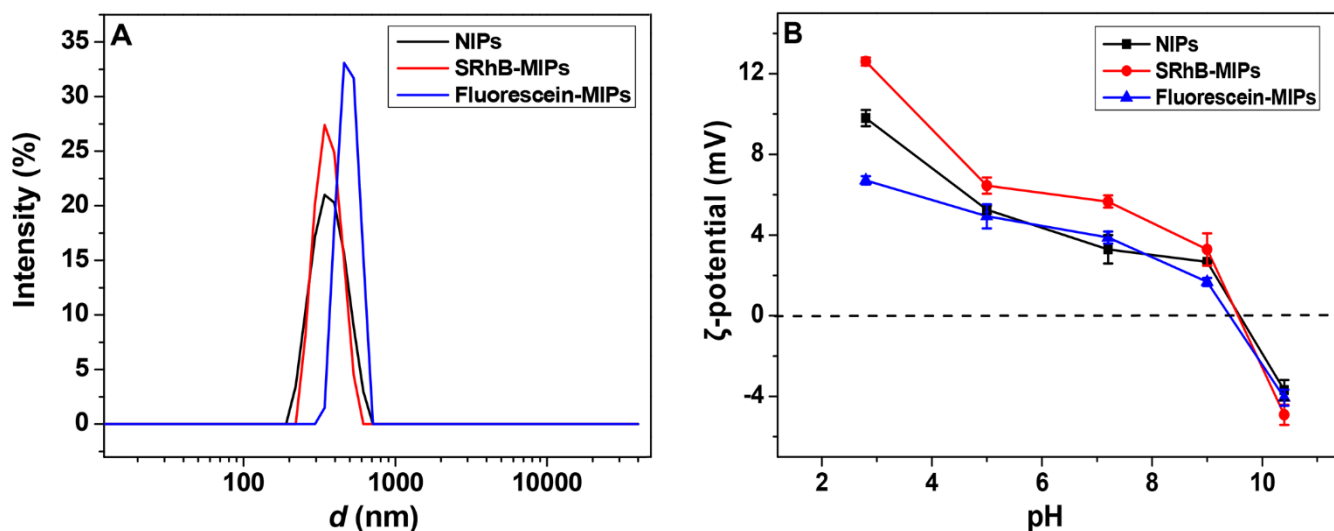 A
NIPs
SRhB-MIPs
Fluorescein-MIPs
35
30
25
20
15
10
5
0
Intensity (%)
100
1000
10000
d (nm)
B
NIPs
SRhB-MIPs
Fluorescein-MIPs
12
8
4
0
-4
ζ-potential (mV)
2
4
6
8
10
pH